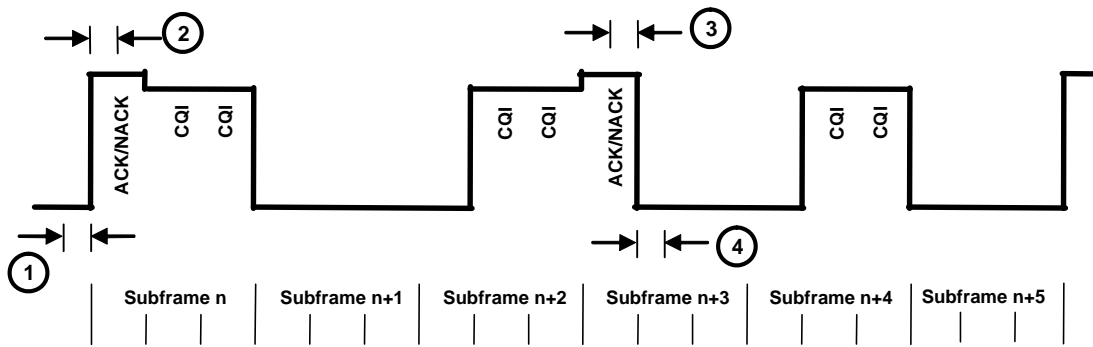 2
3
ACK/NACK
CQI
CQI
CQI
CQI
ACK/NACK
CQI
CQI
1
4
Subframe n
Subframe n+1
Subframe n+2
Subframe n+3
Subframe n+4
Subframe n+5